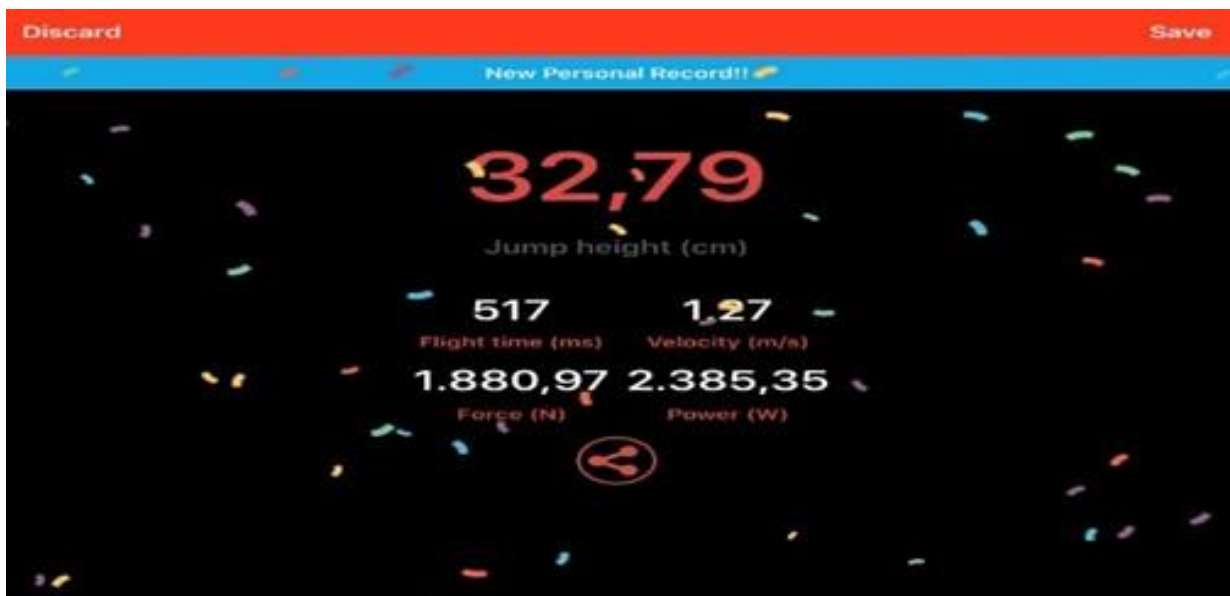 Discard Save
New Personal Record!!
32,79
Jump height (cm)
517 1.27
Flight time (ms) Velocity (m/s)
1.880,97 2.385,35
Force (N) Power (W)